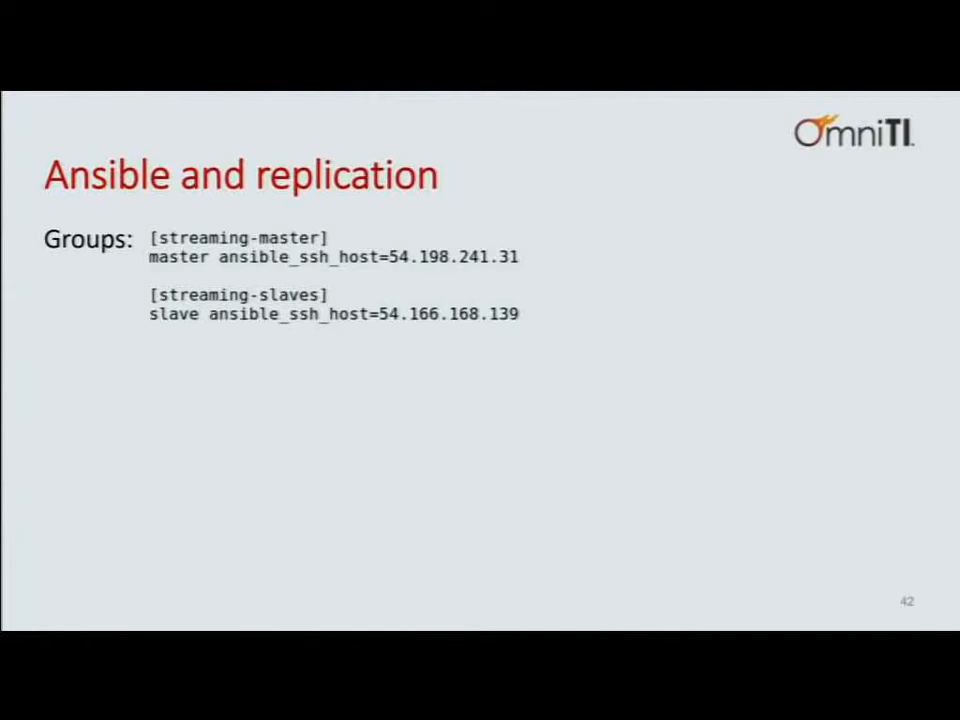 OmniTI
Ansible and replication
Groups:
[streaming-master]
master ansible_ssh_host=54.198.241.31
[streaming-slaves]
slave ansible_ssh_host=54.166.168.139
42